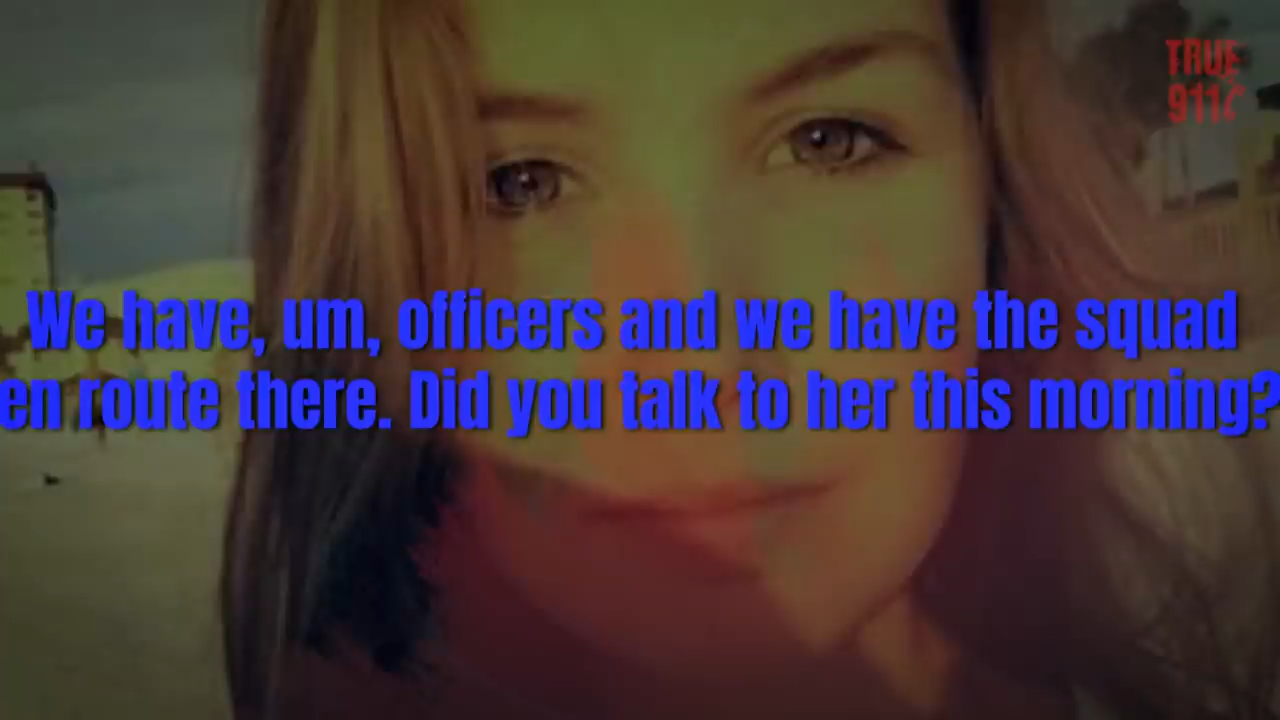 TRUE
911
We have, um, officers and we have the squad
en route there. Did you talk to her this morning?